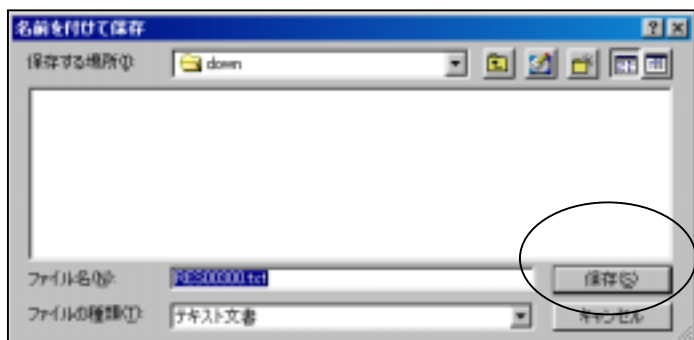 名前を付けて保存
保存する場所(I):
down
ファイル名(N):
RES00300.txt
保存(S)
ファイルの種類(T):
テキスト文書
キャンセル